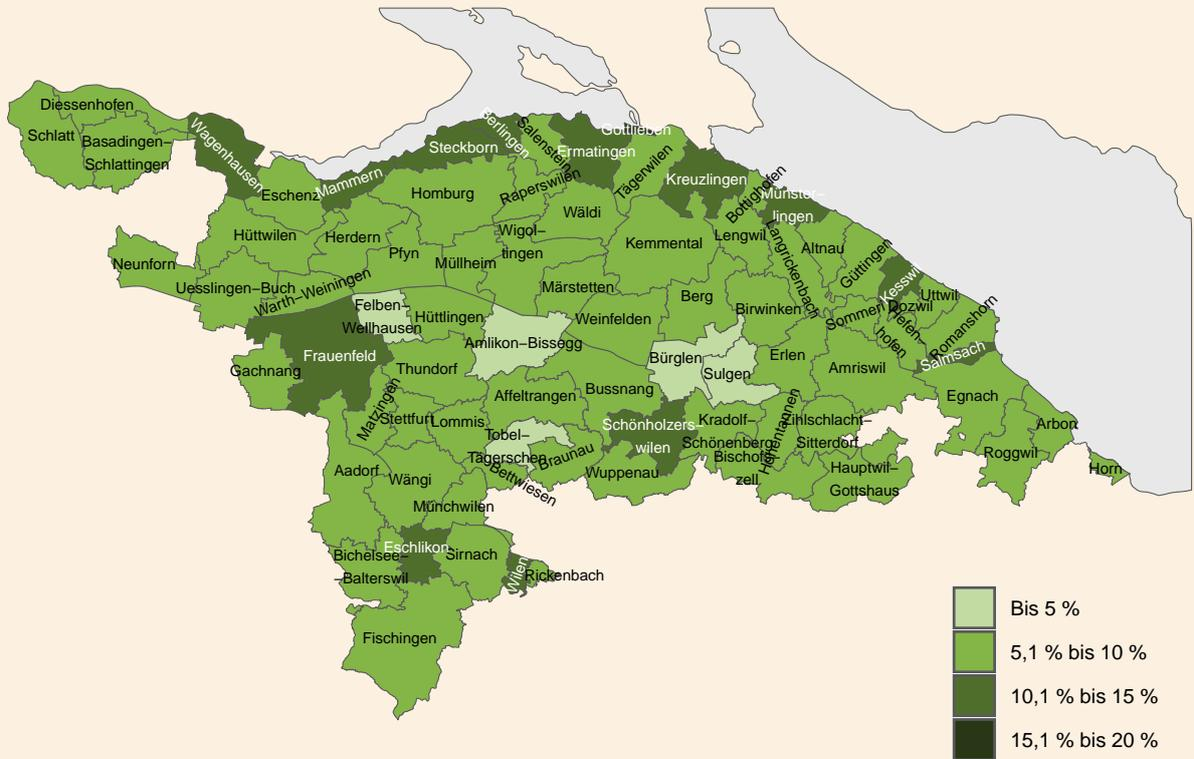 Diessenhofen
Schlatt
Basadingen–
Schlattingen
Wagenhausen
Eschenz
Mammern
Steckborn
Berlingen
Salenstein
Ermatingen
Gottlieben
Tägerwilen
Kreuzlingen
Bottighofen
Münster–
lingen
Homburg
Raperswilen
Wäldi
Hüttwilen
Herdern
Pfyn
Müllheim
Wigol–
tingen
Kemmental
Lengwil
Langrickenbach
Altnau
Güttingen
Kesswil
Uttwil
Dozwil
Sommeri
Hefen–
hofen
Romanshorn
Salmsach
Neunforn
Uesslingen–Buch
Warth–Weiningen
Felben–
Wellhausen
Hüttlingen
Märstetten
Weinfelden
Berg
Birwinken
Amlikon–Bissegg
Bürglen
Sulgen
Erlen
Amriswil
Egnach
Frauenfeld
Gachnang
Thundorf
Matzingen
Stettfurt
Lommis
Affeltrangen
Bussnang
Schönholzers–
wilen
Kradolf–
Schönenberg
Bischofs–
zell
Hohentannen
Zihlschlacht–
Sitterdorf
Hauptwil–
Gottshaus
Roggwil
Arbon
Horn
Tobel–
Tägerschen
Braunau
Wuppenau
Bettwiesen
Aadorf
Wängi
Münchwilen
Eschlikon
Sirnach
Wilen
Rickenbach
Bichelsee–
–Balterswil
Fischingen
Bis 5 %
5,1 % bis 10 %
10,1 % bis 15 %
15,1 % bis 20 %